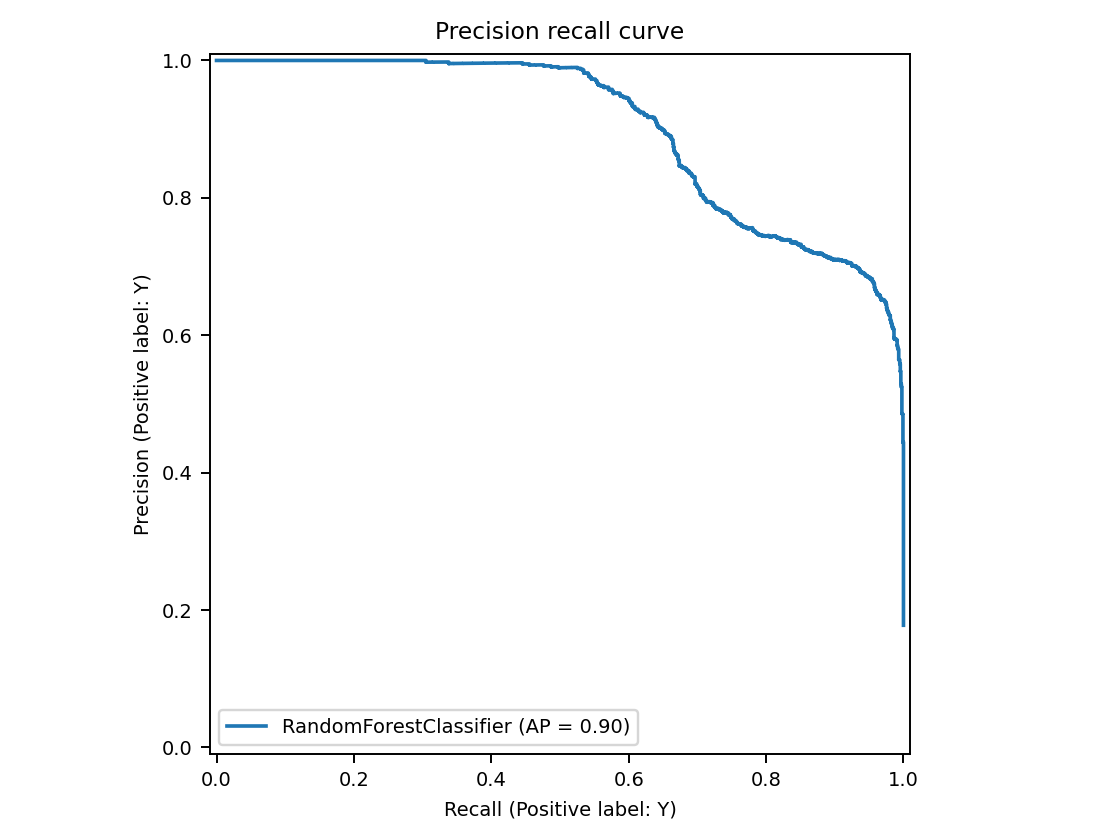 Precision recall curve
1.0
0.8
0.6
0.4
0.2
0.0
Precision (Positive label: Y)
RandomForestClassifier (AP = 0.90)
0.0 0.2 0.4 0.6 0.8 1.0
Recall (Positive label: Y)